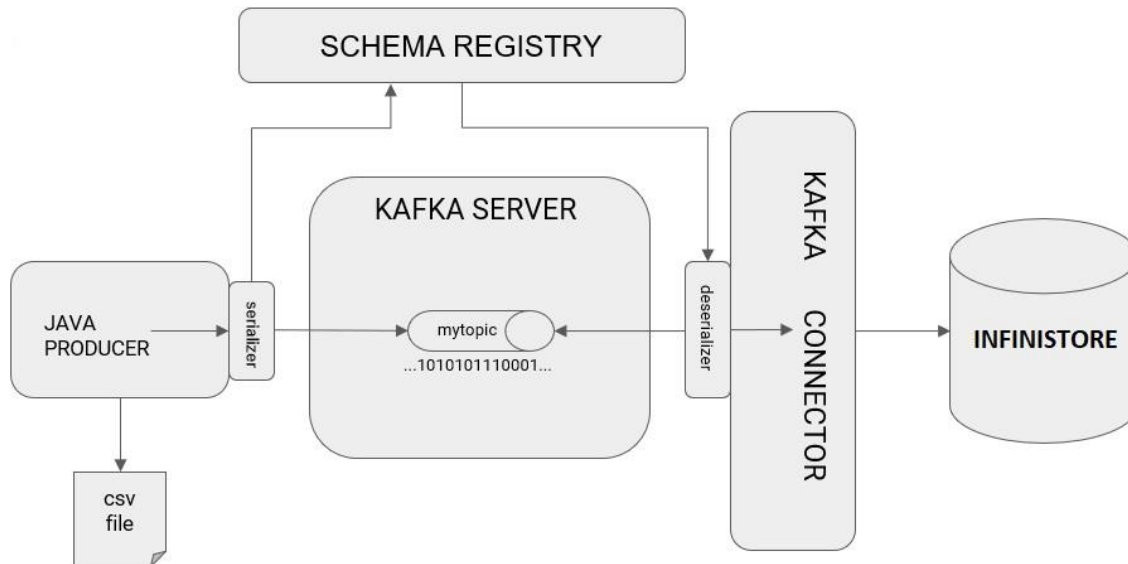 SCHEMA REGISTRY
KAFKA SERVER
JAVA
PRODUCER
serializer
mytopic
...1010101110001...
deserializer
KAFKA CONNECTOR
INFINISTORE
csv
file